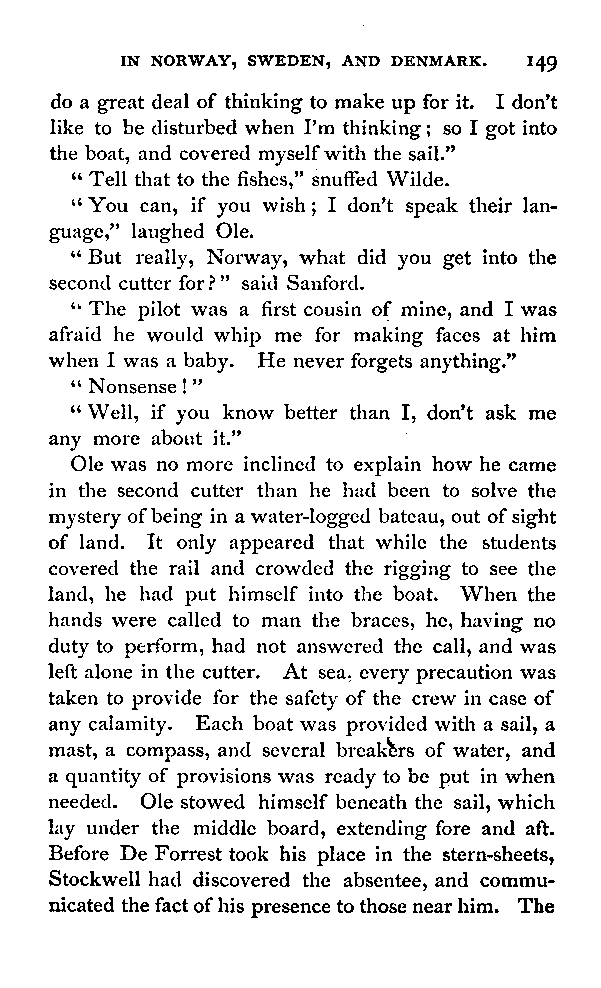 IN NORWAY, SWEDEN, AND DENMARK. 149
do a great deal of thinking to make up for it. I don't
like to be disturbed when I'm thinking; so I got into
the boat, and covered myself with the sail."
"Tell that to the fishes," snuffed Wilde.
"You can, if you wish; I don't speak their lan-
guage," laughed Ole.
"But really, Norway, what did you get into the
second cutter for?" said Sanford.
"The pilot was a first cousin of mine, and I was
afraid he would whip me for making faces at him
when I was a baby. He never forgets anything."
"Nonsense!"
"Well, if you know better than I, don't ask me
any more about it."
Ole was no more inclined to explain how he came
in the second cutter than he had been to solve the
mystery of being in a water-logged bateau, out of sight
of land. It only appeared that while the students
covered the rail and crowded the rigging to see the
land, he had put himself into the boat. When the
hands were called to man the braces, he, having no
duty to perform, had not answered the call, and was
left alone in the cutter. At sea, every precaution was
taken to provide for the safety of the crew in case of
any calamity. Each boat was provided with a sail, a
mast, a compass, and several breakers of water, and
a quantity of provisions was ready to be put in when
needed. Ole stowed himself beneath the sail, which
lay under the middle board, extending fore and aft.
Before De Forrest took his place in the stern-sheets,
Stockwell had discovered the absentee, and commu-
nicated the fact of his presence to those near him. The